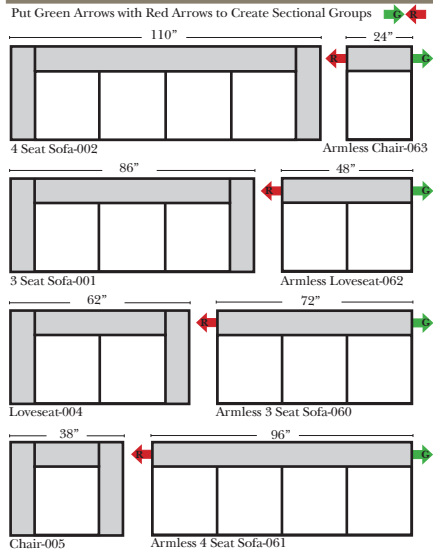 Put Green Arrows with Red Arrows to Create Sectional Groups G R
110” 24”
R G
4 Seat Sofa-002 Armless Chair-063
86” 48”
R G
3 Seat Sofa-001 Armless Loveseat-062
62” 72”
R G
Loveseat-004 Armless 3 Seat Sofa-060
38” 96”
R G
Chair-005 Armless 4 Seat Sofa-061